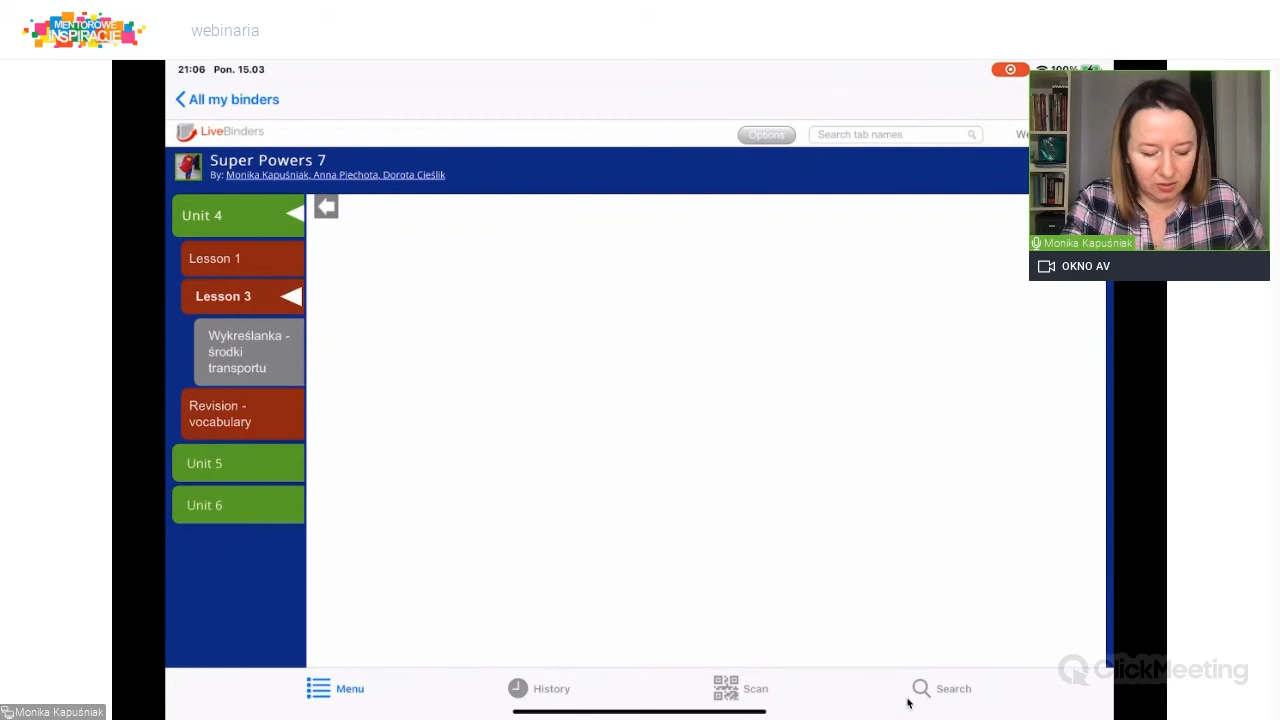 MENTOROWE
INSPIRACJE
webinaria
21:06 Pon. 15.03
100%
All my binders
LiveBinders
Options
Search tab names
We
Super Powers 7
By: Monika Kapuśniak, Anna Piechota, Dorota Cieślik
Monika Kapuśniak
OKNO AV
Unit 4
Lesson 1
Lesson 3
Wykreślanka -
środki
transportu
Revision -
vocabulary
Unit 5
Unit 6
Menu
History
Scan
Search
ClickMeeting
Monika Kapuśniak